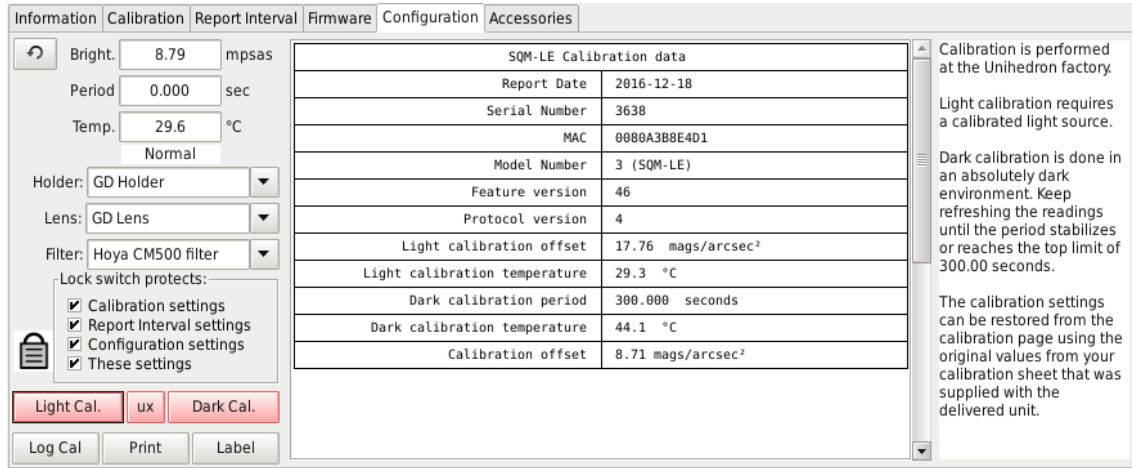 Information Calibration Report Interval Firmware Configuration Accessories
Bright. 8.79 mpsas
Period 0.000 sec
Temp. 29.6 °C
Normal
Holder: GD Holder
Lens: GD Lens
Filter: Hoya CM500 filter
Lock switch protects:
Calibration settings
Report Interval settings
Configuration settings
These settings
Light Cal. ux Dark Cal.
Log Cal Print Label
SQM-LE Calibration data
Report Date 2016-12-18
Serial Number 3638
MAC 0080A3B8E4D1
Model Number 3 (SQM-LE)
Feature version 46
Protocol version 4
Light calibration offset 17.76 mags/arcsec²
Light calibration temperature 29.3 °C
Dark calibration period 300.000 seconds
Dark calibration temperature 44.1 °C
Calibration offset 8.71 mags/arcsec²
Calibration is performed
at the Unihedron factory.
Light calibration requires
a calibrated light source.
Dark calibration is done in
an absolutely dark
environment. Keep
refreshing the readings
until the period stabilizes
or reaches the top limit of
300.00 seconds.
The calibration settings
can be restored from the
calibration page using the
original values from your
calibration sheet that was
supplied with the
delivered unit.